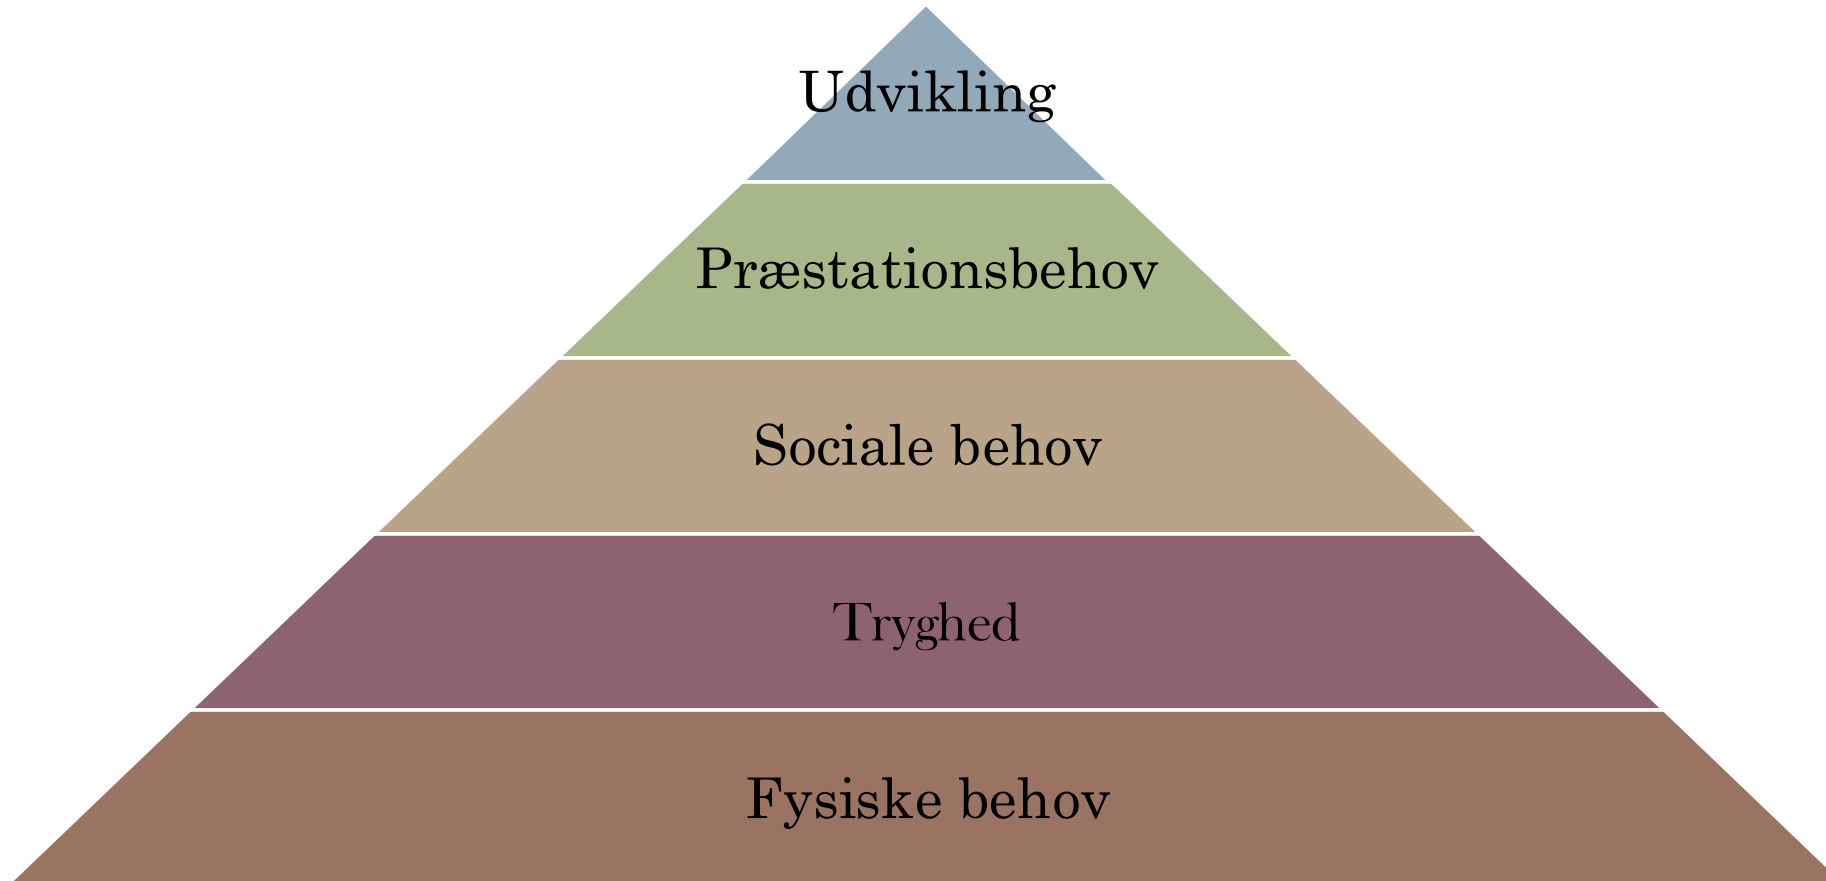 Udvikling
Præstationsbehov
Sociale behov
Tryghed
Fysiske behov